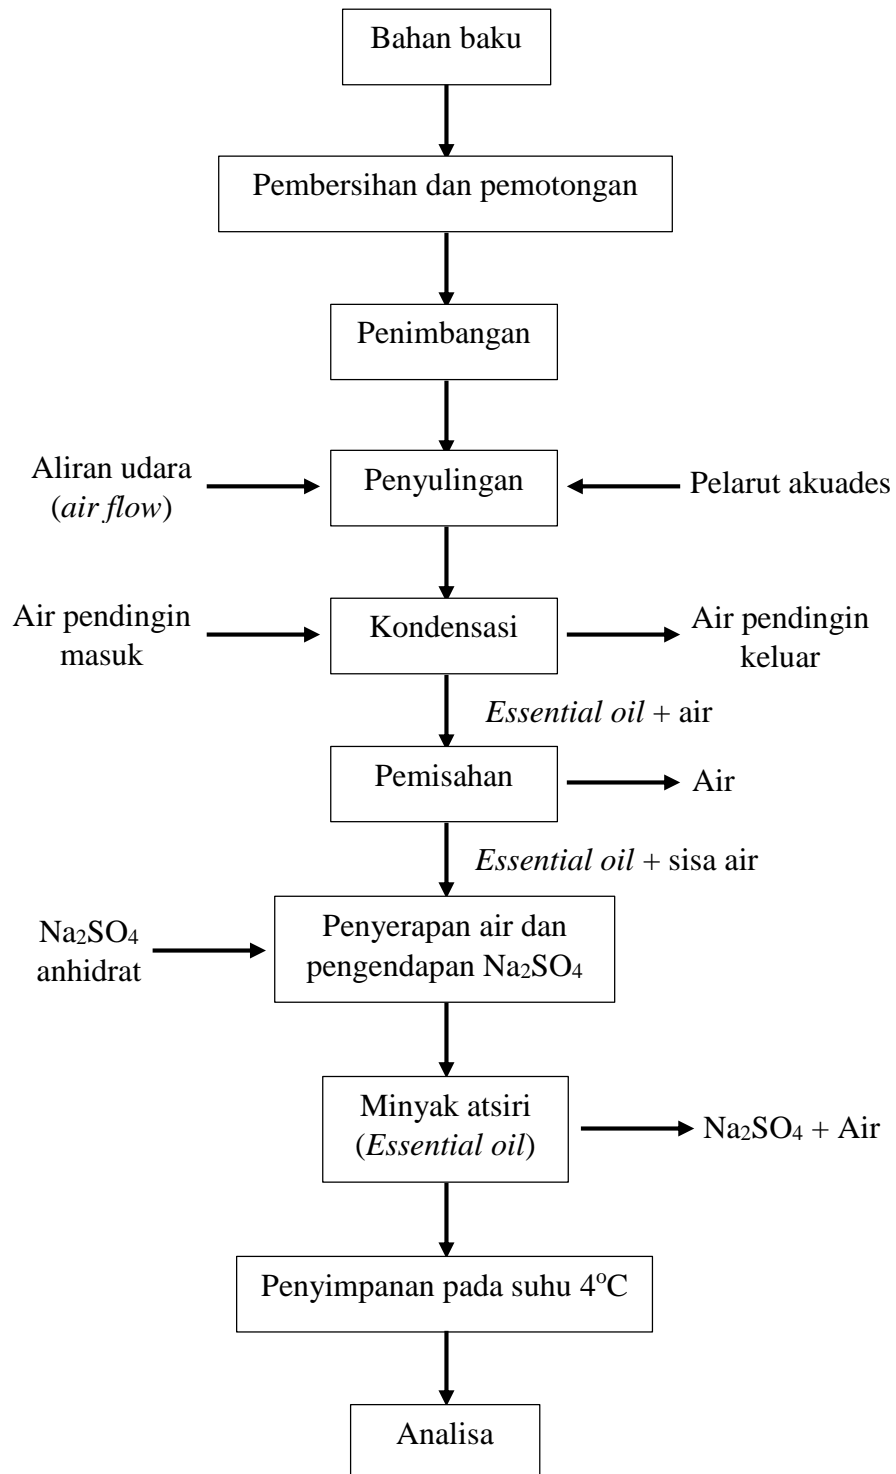 Bahan baku
Pembersihan dan pemotongan
Penimbangan
Aliran udara
(air flow)
Penyulingan
Pelarut akuades
Air pendingin
masuk
Kondensasi
Air pendingin
keluar
Essential oil + air
Pemisahan
Air
Essential oil + sisa air
Na₂SO₄
anhidrat
Penyerapan air dan
pengendapan Na₂SO₄
Minyak atsiri
(Essential oil)
Na₂SO₄ + Air
Penyimpanan pada suhu 4ᵒC
Analisa